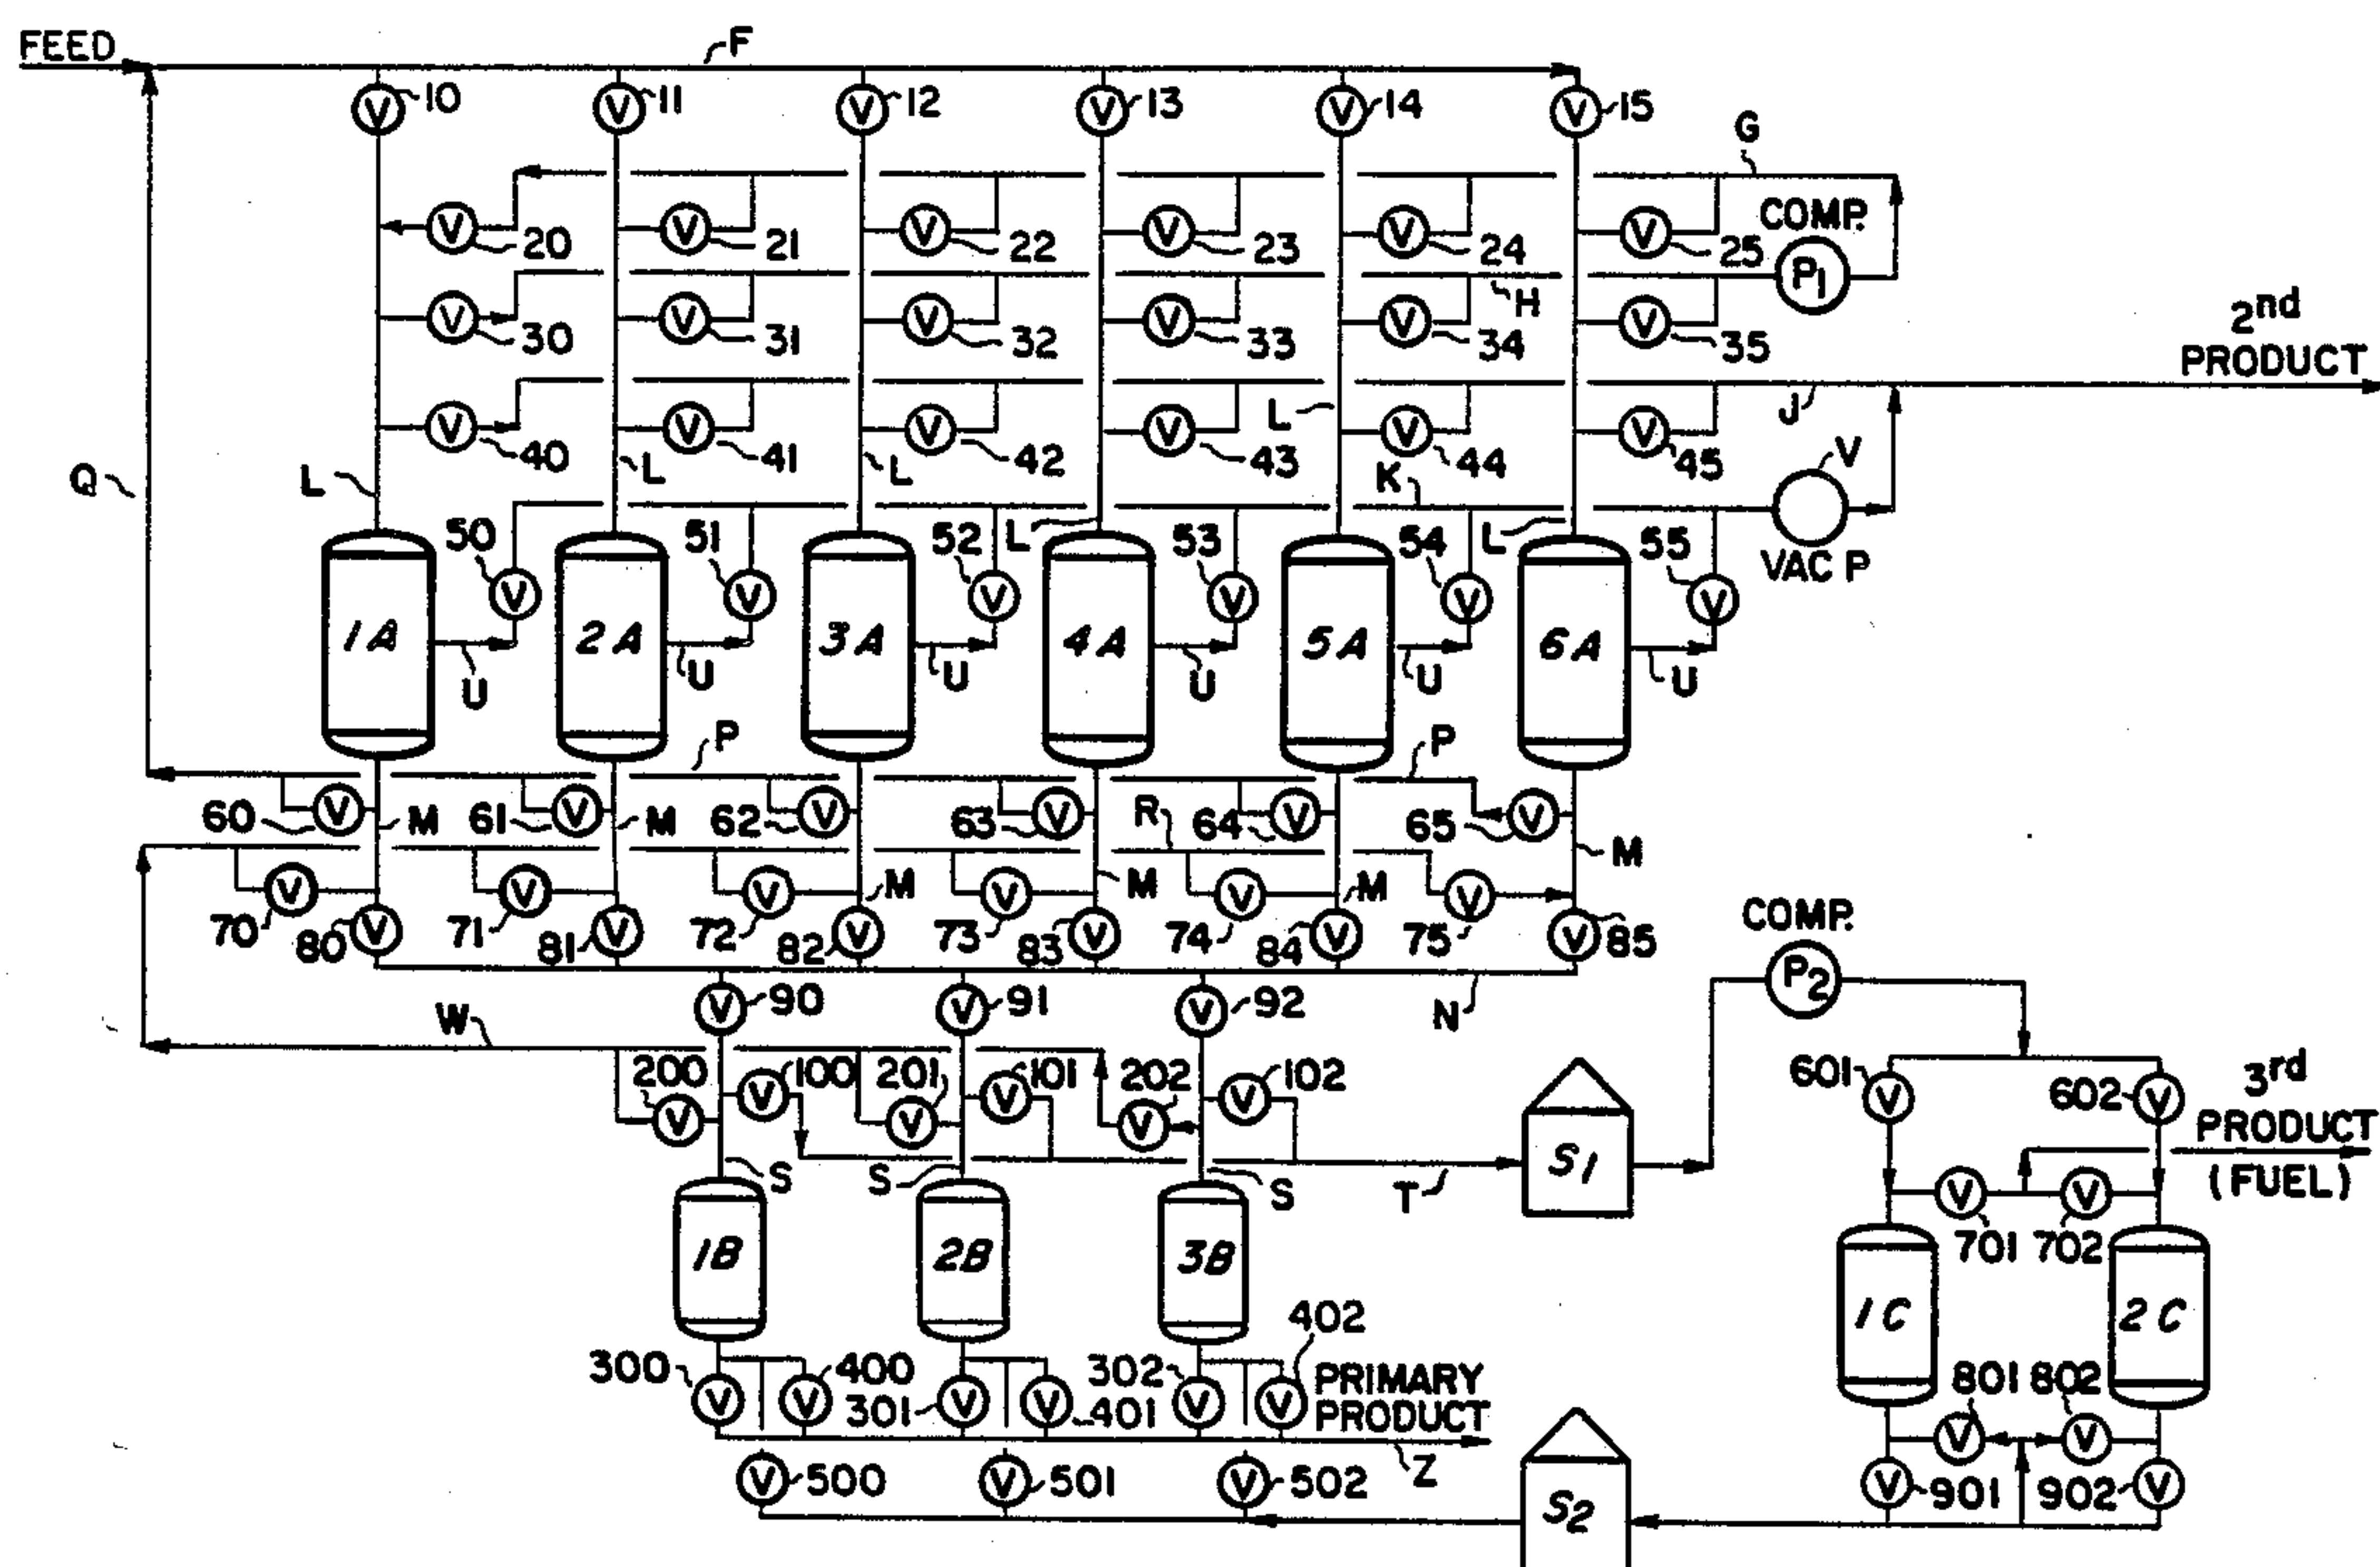 FEED
F
V 10 V 11 V 12 V 13 V 14 V 15
G
COMP.
V 20 V 21 V 22 V 23 V 24 V 25
P1
H
2nd
PRODUCT
V 30 V 31 V 32 V 33 V 34 V 35
J
V 40 V 41 V 42 V 43 V 44 V 45
Q L L L L K V
L L
50 V 51 V 52 V 53 V 54 V 55 V
VAC P
1A 2A 3A 4A 5A 6A
U U U U U U
P P
60 V 61 V 62 V 63 V 64 V 65 V
M M R M
70 V 71 V 72 V 73 V 74 V 75 V
M M M
80 V 81 V 82 V 83 V 84 V 85 V
COMP.
P2
V 90 V 91 V 92
W N
200 V 100 V 201 V 101 V 202 V 102 V
601 V 602 V
3rd
PRODUCT
(FUEL)
S S S T S1
V 701 V 702
1B 2B 3B
1C 2C
300 V 400 V 301 V 401 V 302 V 402 V
PRIMARY
PRODUCT
Z
801 V 802 V
V 500 V 501 V 502
S2
V 901 902 V